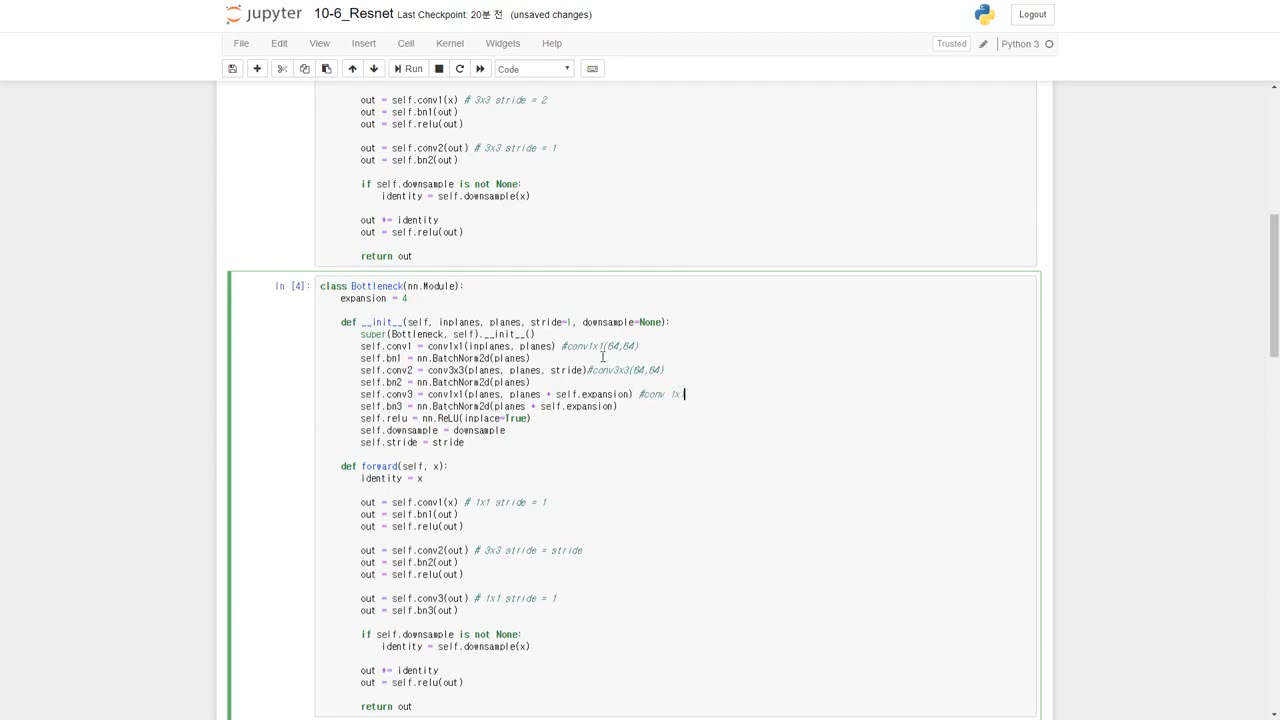 jupyter 10-6_Resnet Last Checkpoint: 20분 전 (unsaved changes) Logout
File Edit View Insert Cell Kernel Widgets Help Trusted Python 3
Run Code
out = self.conv1(x) # 3x3 stride = 2
out = self.bn1(out)
out = self.relu(out)
out = self.conv2(out) # 3x3 stride = 1
out = self.bn2(out)
if self.downsample is not None:
identity = self.downsample(x)
out += identity
out = self.relu(out)
return out
In [4]: class Bottleneck(nn.Module):
expansion = 4
def __init__(self, inplanes, planes, stride=1, downsample=None):
super(Bottleneck, self).__init__()
self.conv1 = conv1x1(inplanes, planes) #conv1x1(64,64)
self.bn1 = nn.BatchNorm2d(planes)
self.conv2 = conv3x3(planes, planes, stride)#conv3x3(64,64)
self.bn2 = nn.BatchNorm2d(planes)
self.conv3 = conv1x1(planes, planes * self.expansion) #conv 1x
self.bn3 = nn.BatchNorm2d(planes * self.expansion)
self.relu = nn.ReLU(inplace=True)
self.downsample = downsample
self.stride = stride
def forward(self, x):
identity = x
out = self.conv1(x) # 1x1 stride = 1
out = self.bn1(out)
out = self.relu(out)
out = self.conv2(out) # 3x3 stride = stride
out = self.bn2(out)
out = self.relu(out)
out = self.conv3(out) # 1x1 stride = 1
out = self.bn3(out)
if self.downsample is not None:
identity = self.downsample(x)
out += identity
out = self.relu(out)
return out